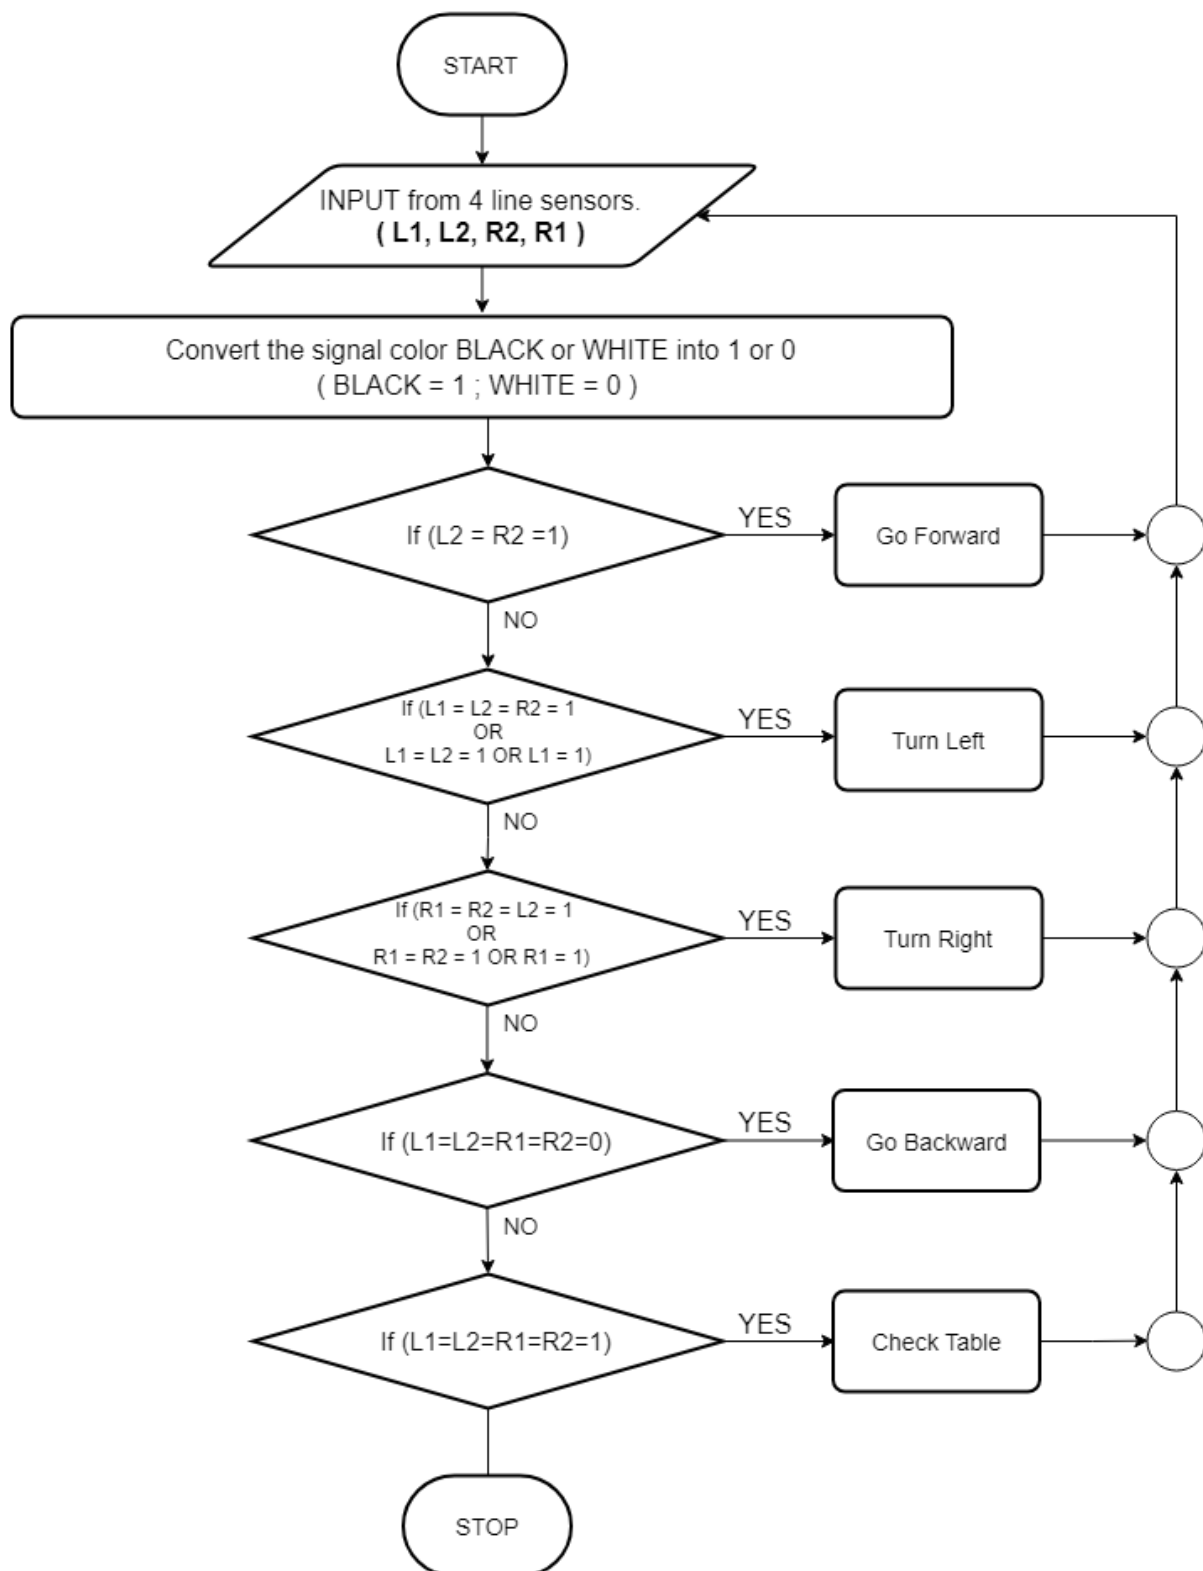 START
INPUT from 4 line sensors.
( L1, L2, R2, R1 )
Convert the signal color BLACK or WHITE into 1 or 0
( BLACK = 1 ; WHITE = 0 )
If (L2 = R2 =1)
YES
Go Forward
NO
If (L1 = L2 = R2 = 1
OR
L1 = L2 = 1 OR L1 = 1)
YES
Turn Left
NO
If (R1 = R2 = L2 = 1
OR
R1 = R2 = 1 OR R1 = 1)
YES
Turn Right
NO
If (L1=L2=R1=R2=0)
YES
Go Backward
NO
If (L1=L2=R1=R2=1)
YES
Check Table
STOP